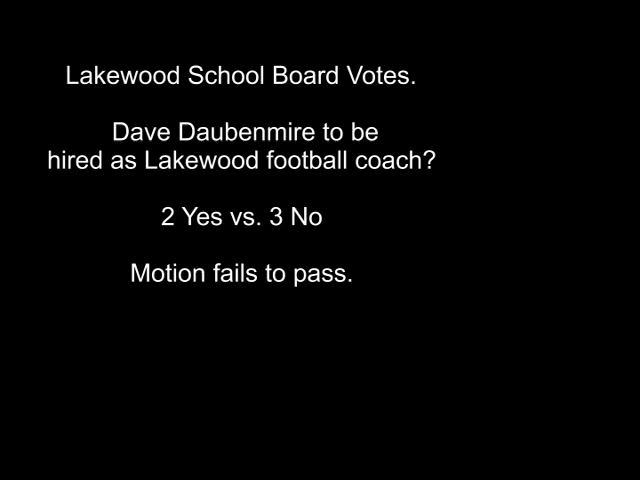 Lakewood School Board Votes.
Dave Daubenmire to be
hired as Lakewood football coach?
2 Yes vs. 3 No
Motion fails to pass.